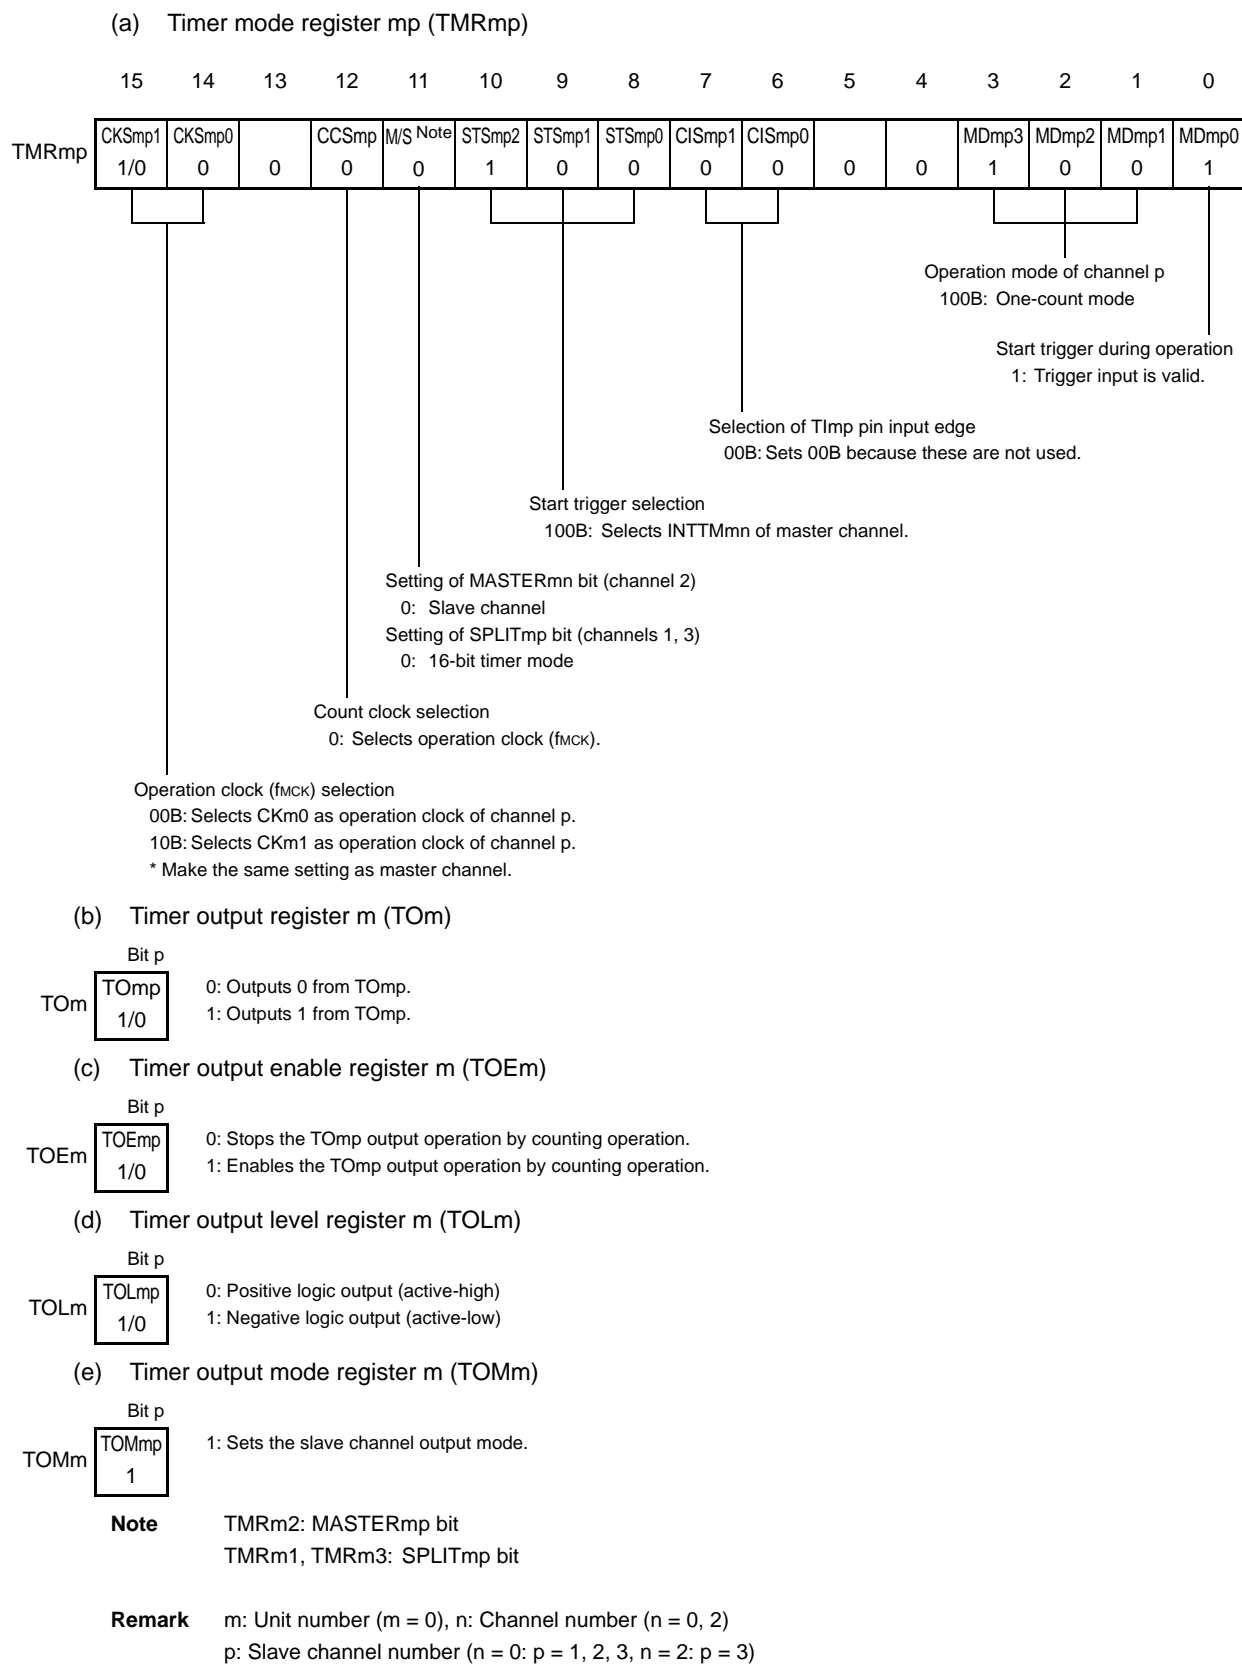 (a) Timer mode register mp (TMRmp)
15 14 13 12 11 10 9 8 7 6 5 4 3 2 1 0
TMRmp CKSmp1 CKSmp0 CCSmp M/S Note STSmp2 STSmp1 STSmp0 CISmp1 CISmp0 MDmp3 MDmp2 MDmp1 MDmp0
1/0 0 0 0 0 1 0 0 0 0 0 0 1 0 0 1
Operation mode of channel p
100B: One-count mode
Start trigger during operation
1: Trigger input is valid.
Selection of TImp pin input edge
00B: Sets 00B because these are not used.
Start trigger selection
100B: Selects INTTMmn of master channel.
Setting of MASTERmn bit (channel 2)
0: Slave channel
Setting of SPLITmp bit (channels 1, 3)
0: 16-bit timer mode
Count clock selection
0: Selects operation clock (fMCK).
Operation clock (fMCK) selection
00B: Selects CKm0 as operation clock of channel p.
10B: Selects CKm1 as operation clock of channel p.
* Make the same setting as master channel.
(b) Timer output register m (TOm)
Bit p
TOm TOmp 0: Outputs 0 from TOmp.
1/0 1: Outputs 1 from TOmp.
(c) Timer output enable register m (TOEm)
Bit p
TOEm TOEmp 0: Stops the TOmp output operation by counting operation.
1/0 1: Enables the TOmp output operation by counting operation.
(d) Timer output level register m (TOLm)
Bit p
TOLm TOLmp 0: Positive logic output (active-high)
1/0 1: Negative logic output (active-low)
(e) Timer output mode register m (TOMm)
Bit p
TOMm TOMmp 1: Sets the slave channel output mode.
1
Note TMRm2: MASTERmp bit
TMRm1, TMRm3: SPLITmp bit
Remark m: Unit number (m = 0), n: Channel number (n = 0, 2)
p: Slave channel number (n = 0: p = 1, 2, 3, n = 2: p = 3)